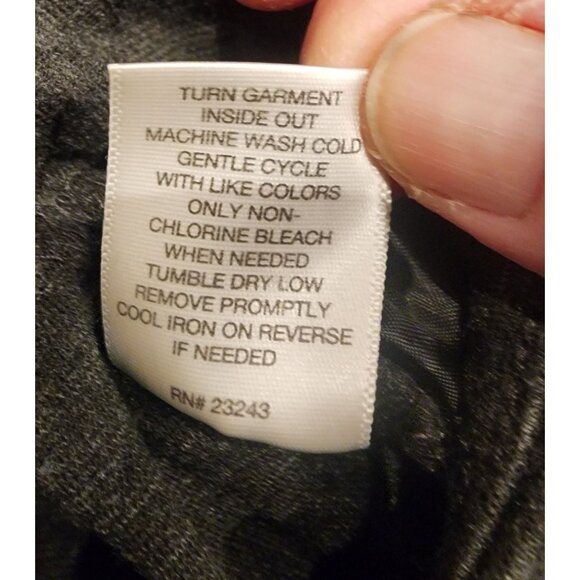 TURN GARMENT
INSIDE OUT
MACHINE WASH COLD
GENTLE CYCLE
WITH LIKE COLORS
ONLY NON-
CHLORINE BLEACH
WHEN NEEDED
TUMBLE DRY LOW
REMOVE PROMPTLY
COOL IRON ON REVERSE
IF NEEDED
RN# 23243